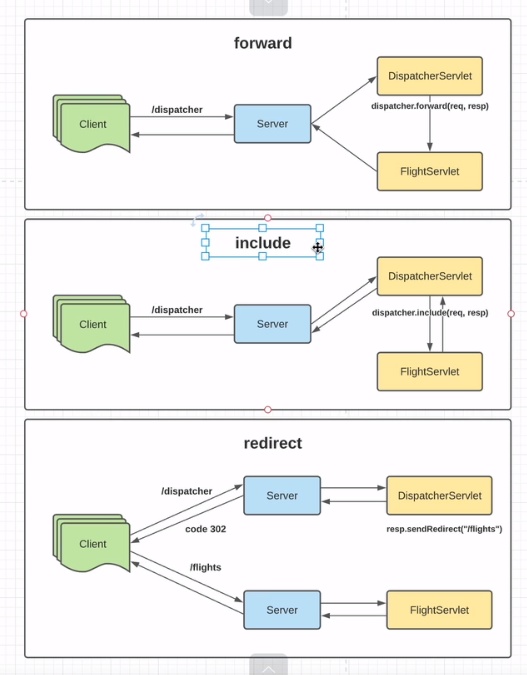 forward
DispatcherServlet
/dispatcher
dispatcher.forward(req, resp)
Client
Server
FlightServlet
include
DispatcherServlet
/dispatcher
dispatcher.include(req, resp)
Client
Server
FlightServlet
redirect
/dispatcher
Server
DispatcherServlet
code 302
resp.sendRedirect("/flights")
Client
/flights
Server
FlightServlet